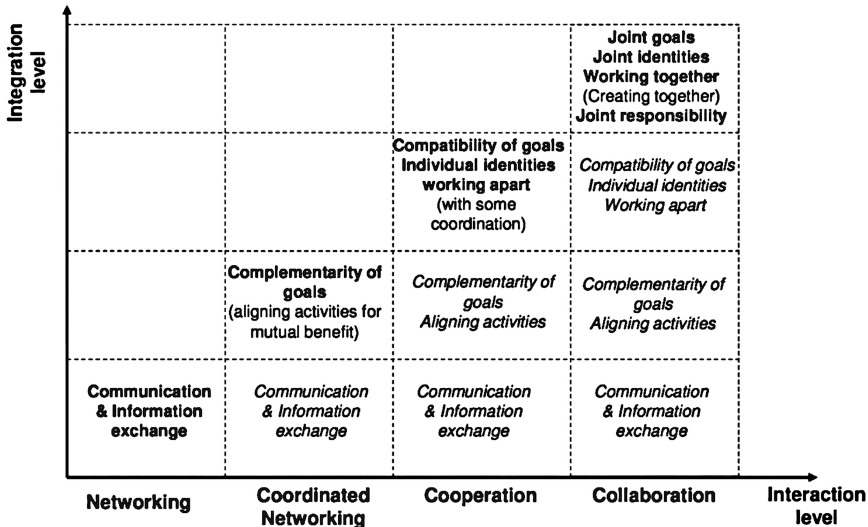 Integration
level
Joint goals
Joint identities
Working together
(Creating together)
Joint responsibility
Compatibility of goals
Individual identities
working apart
(with some
coordination)
Compatibility of goals
Individual identities
Working apart
Complementarity of
goals
(aligning activities for
mutual benefit)
Complementarity of
goals
Aligning activities
Complementarity of
goals
Aligning activities
Communication
& Information
exchange
Communication
& Information
exchange
Communication
& Information
exchange
Communication
& Information
exchange
Networking
Coordinated
Networking
Cooperation
Collaboration
Interaction
level